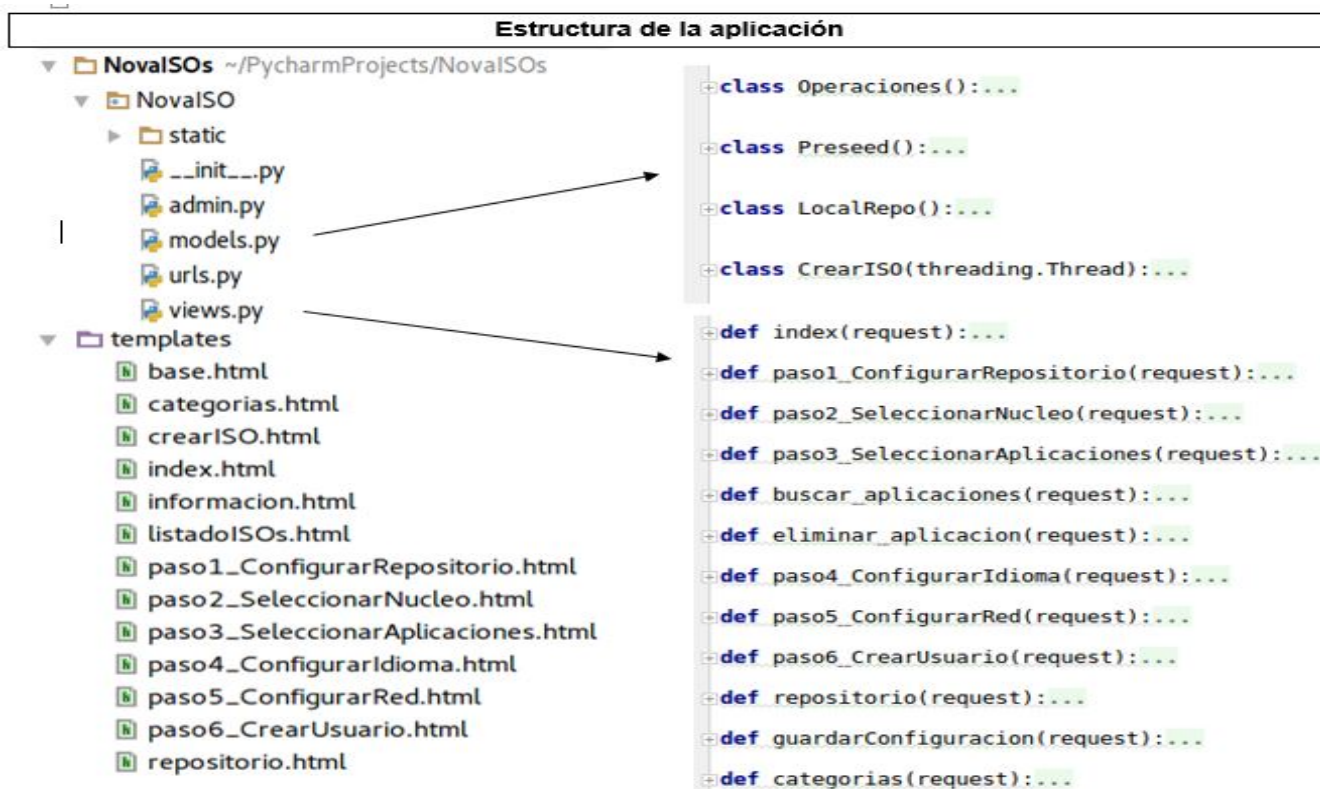 Estructura de la aplicación
NovaISOs ~/PycharmProjects/NovaISOs
NovaISO
static
__init__.py
admin.py
models.py
urls.py
views.py
templates
base.html
categorias.html
crearISO.html
index.html
informacion.html
listadoISOs.html
paso1_ConfigurarRepositorio.html
paso2_SeleccionarNucleo.html
paso3_SeleccionarAplicaciones.html
paso4_ConfigurarIdioma.html
paso5_ConfigurarRed.html
paso6_CrearUsuario.html
repositorio.html
class Operaciones():...
class Preseed():...
class LocalRepo():...
class CrearISO(threading.Thread):...
def index(request):...
def paso1_ConfigurarRepositorio(request):...
def paso2_SeleccionarNucleo(request):...
def paso3_SeleccionarAplicaciones(request):...
def buscar_aplicaciones(request):...
def eliminar_aplicacion(request):...
def paso4_ConfigurarIdioma(request):...
def paso5_ConfigurarRed(request):...
def paso6_CrearUsuario(request):...
def repositorio(request):...
def guardarConfiguracion(request):...
def categorias(request):...